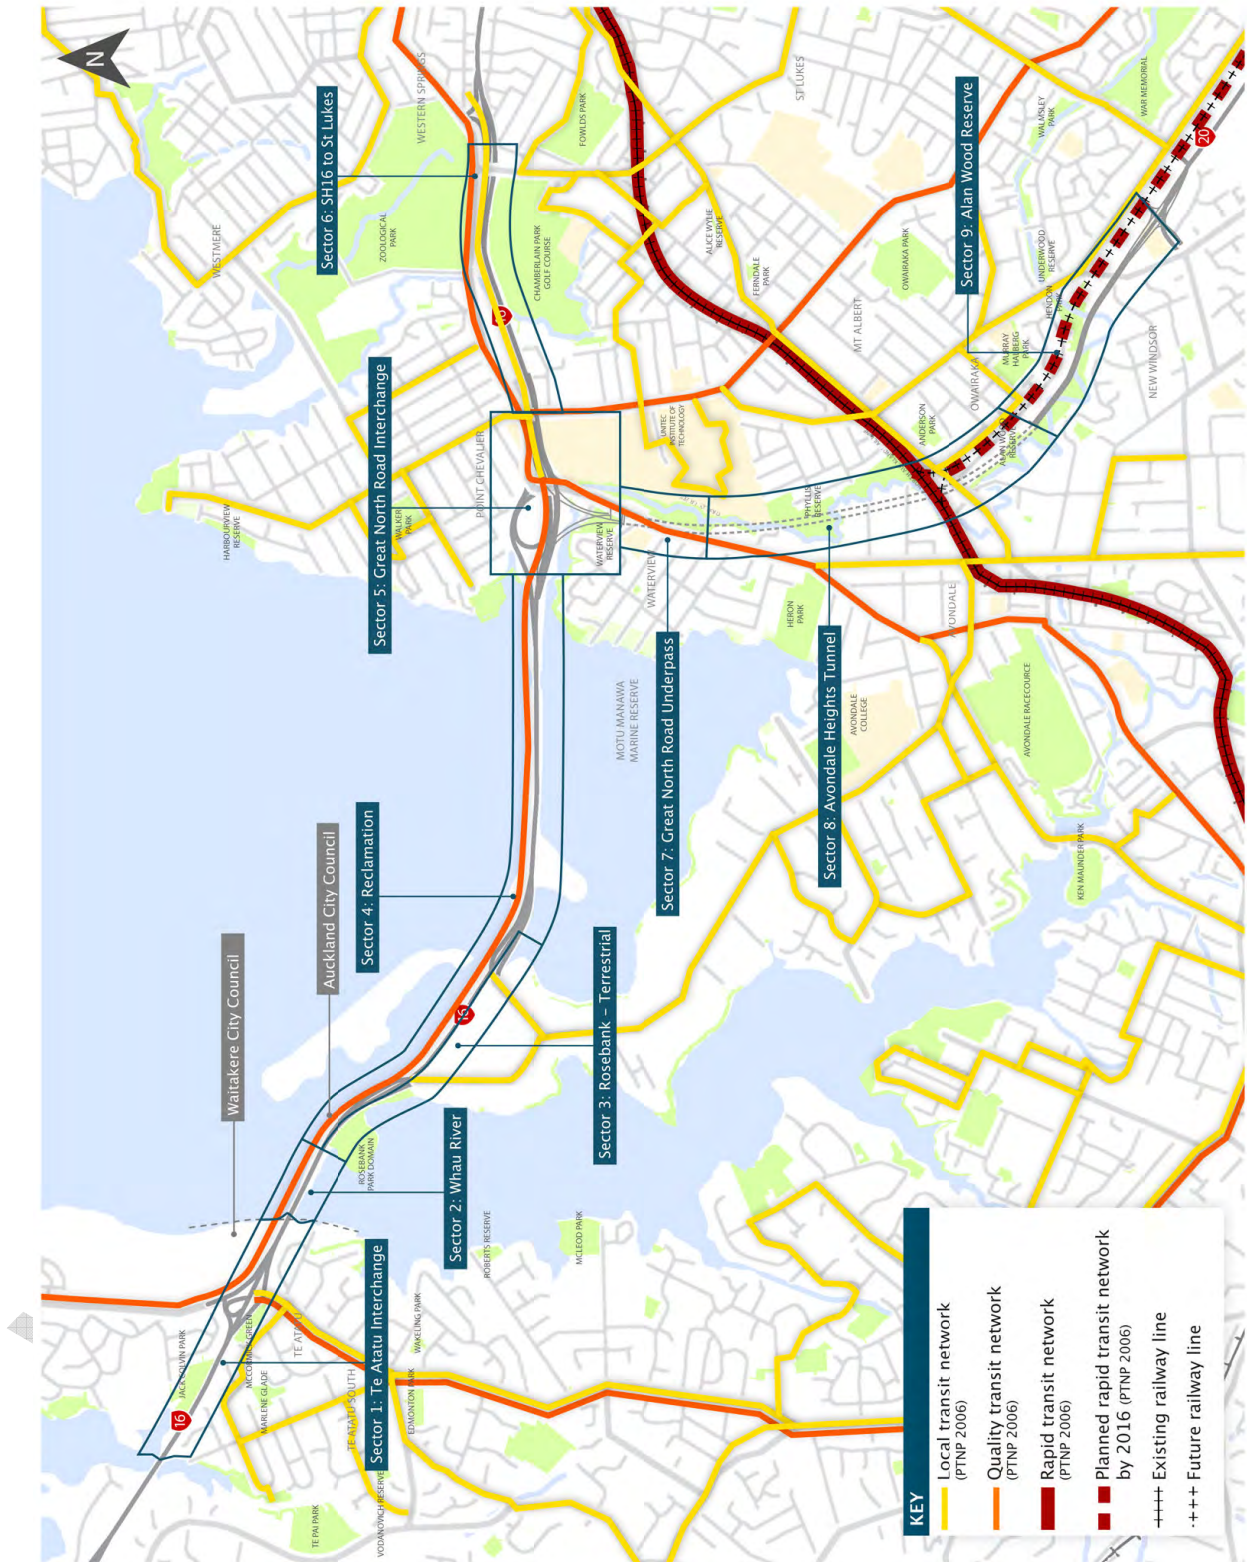 N
Sector 6: SH16 to St Lukes
Sector 9: Alan Wood Reserve
Sector 5: Great North Road Interchange
Waitakere City Council
Auckland City Council
Sector 4: Reclamation
Sector 7: Great North Road Underpass
Sector 8: Avondale Heights Tunnel
Sector 3: Rosebank – Terrestrial
Sector 2: Whau River
Sector 1: Te Atatu Interchange
WESTERN SPRINGS
ST LUKES
FOWLDS PARK
WALMSLEY
PARK
WAR MEMORIAL
20
WESTMERE
ZOOLOGICAL
PARK
CHAMBERLAIN PARK
GOLF COURSE
ALICE WYLIE
RESERVE
FERNDALE
PARK
OWAIRAKA PARK
UNDERWOOD
RESERVE
HENDON
PARK
MT ALBERT
MURRAY
HALBERG
PARK
OWAIRAKA
NEW WINDSOR
POINT CHEVALIER
UNITEC
INSTITUTE OF
TECHNOLOGY
ANDERSON
PARK
ALAN WOOD
RESERVE
HARBOURVIEW
RESERVE
WALKER
PARK
WATERVIEW
RESERVE
PHYLLIS
RESERVE
WATERVIEW
HERON
PARK
AVONDALE
MOTU MANAWA
MARINE RESERVE
AVONDALE
COLLEGE
AVONDALE RACECOURCE
KEN MAUNDER PARK
16
ROSEBANK
PARK DOMAIN
ROBERTS RESERVE
MCLEOD PARK
JACK COLVIN PARK
MCCORMICK GREEN
TE ATATU
WAKELING PARK
MARLENE GLADE
TE ATATU SOUTH
EDMONTON PARK
16
TE PAI PARK
VODANOVICH RESERVE
KEY
Local transit network
(PTNP 2006)
Quality transit network
(PTNP 2006)
Rapid transit network
(PTNP 2006)
Planned rapid transit network
by 2016 (PTNP 2006)
Existing railway line
Future railway line